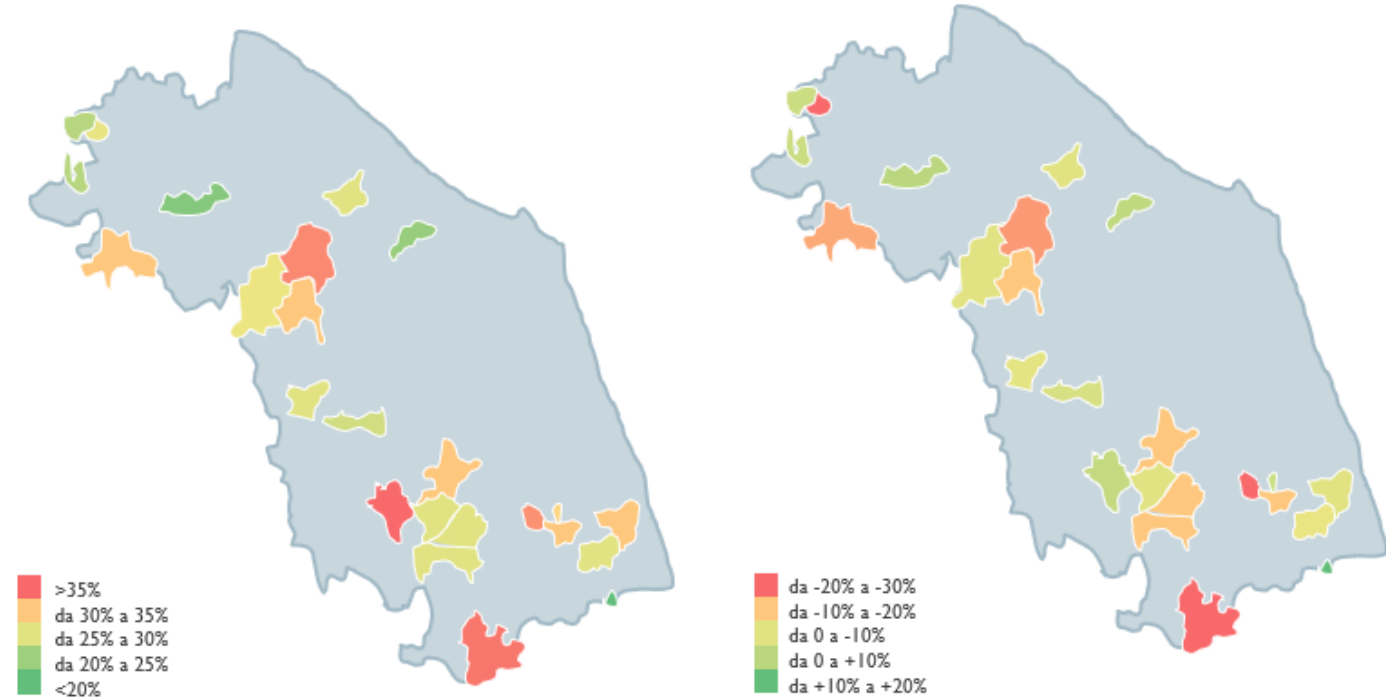 >35%
da 30% a 35%
da 25% a 30%
da 20% a 25%
<20%
da -20% a -30%
da -10% a -20%
da 0 a -10%
da 0 a +10%
da +10% a +20%